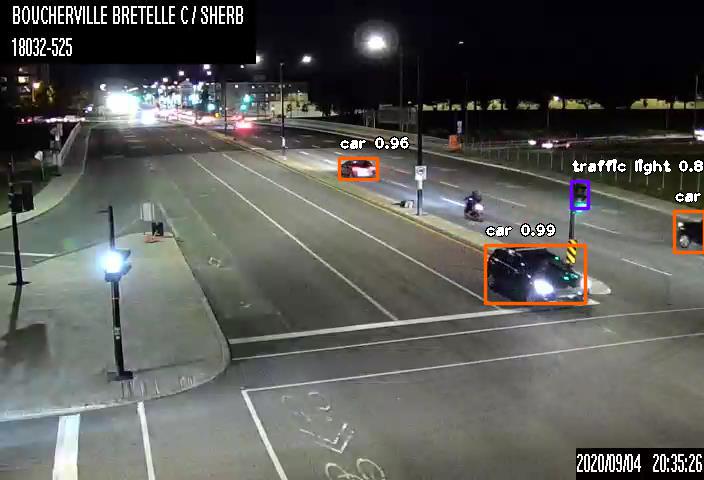 BOUCHERVILLE BRETELLE C / SHERB
18032-525
car 0.96
traffic light 0.8
car
car 0.99
2020/09/04 20:35:26